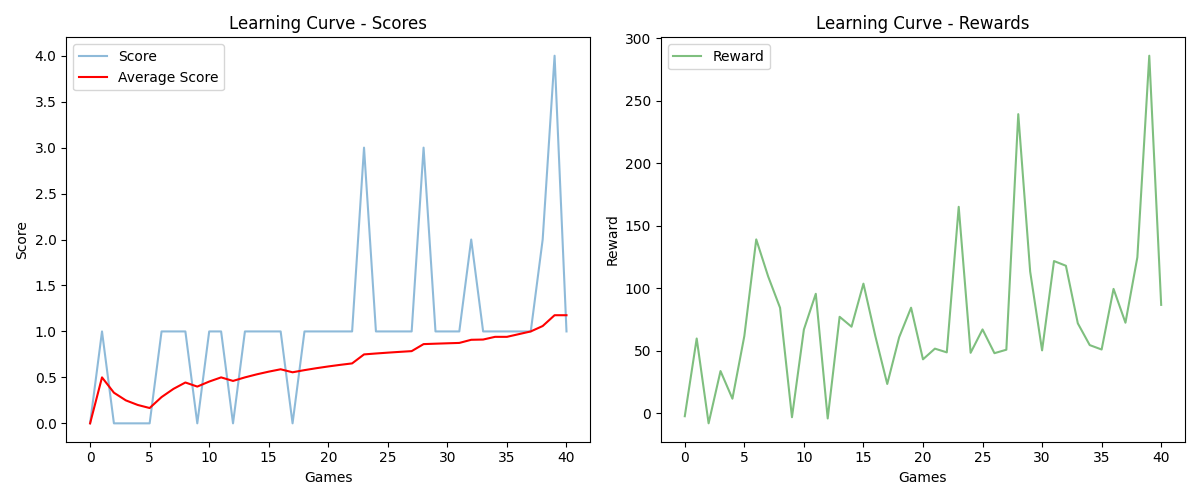 Learning Curve - Scores
Score
Average Score
4.0
3.5
3.0
2.5
2.0
1.5
1.0
0.5
0.0
Score
0 5 10 15 20 25 30 35 40
Games
Learning Curve - Rewards
Reward
300
250
200
150
100
50
0
Reward
0 5 10 15 20 25 30 35 40
Games